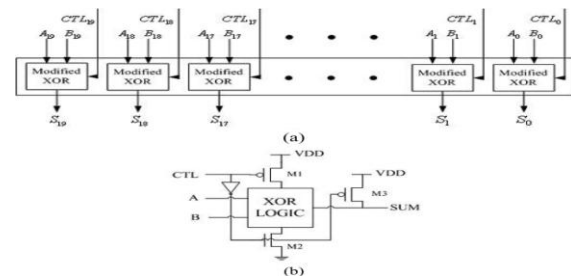 CTL19 CTL18 CTL17 CTL1 CTL0
A19 B19 A18 B18 A17 B17 A1 B1 A0 B0
Modified XOR Modified XOR Modified XOR Modified XOR Modified XOR
S19 S18 S17 S1 S0
(a)
VDD
CTL M1 VDD
A XOR LOGIC M3
B SUM
M2
(b)